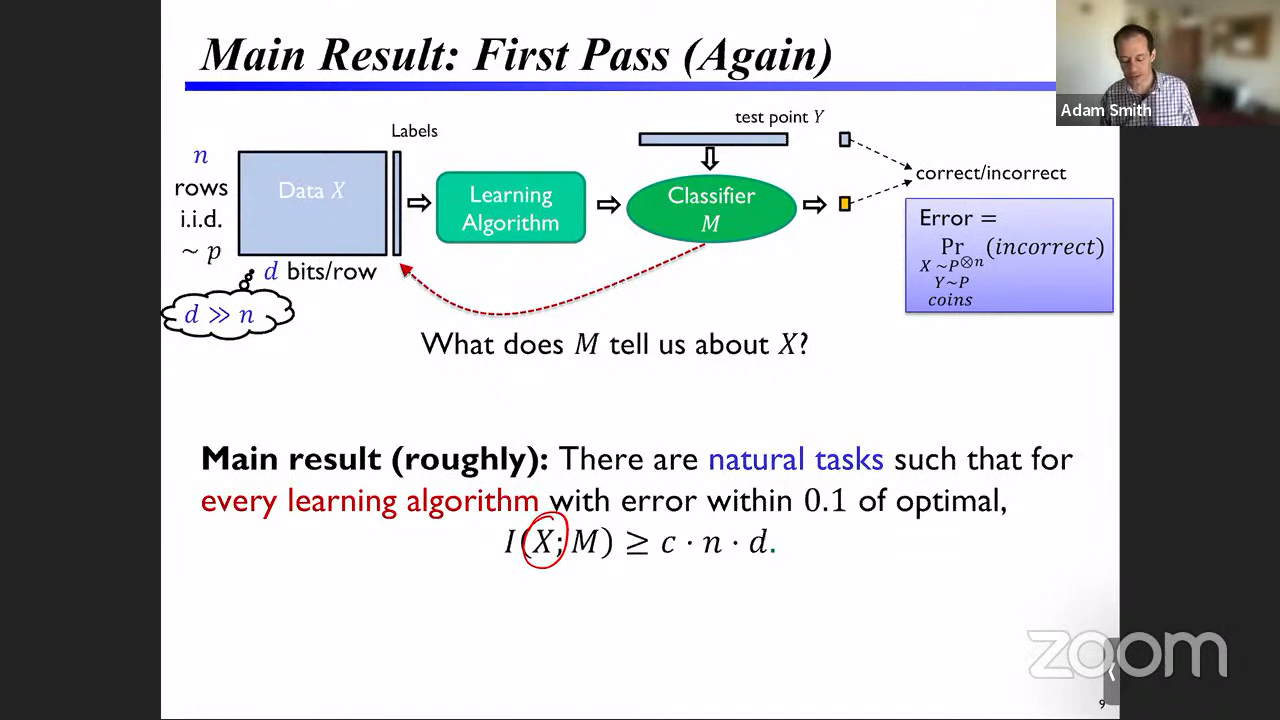 Main Result: First Pass (Again)
Adam Smith
Labels
test point Y
n
rows
i.i.d.
~ p
Data X
Learning
Algorithm
Classifier
M
correct/incorrect
Error =
Pr (incorrect)
X ~P⊗n
Y~P
coins
d bits/row
d ≫ n
What does M tell us about X?
Main result (roughly): There are natural tasks such that for
every learning algorithm with error within 0.1 of optimal,
I(X; M) ≥ c · n · d.
zoom
9